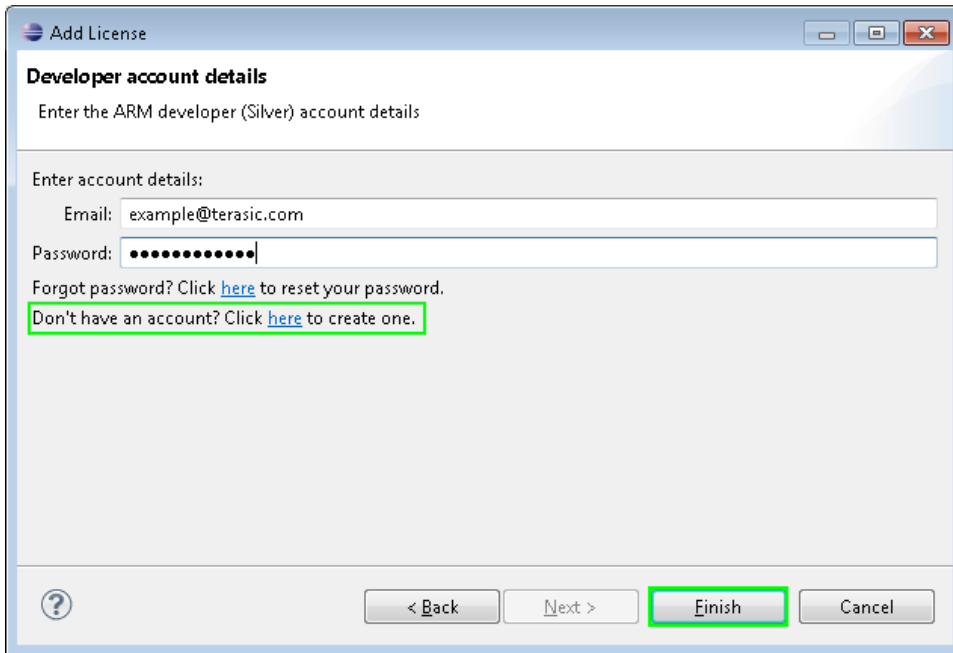 Add License
Developer account details
Enter the ARM developer (Silver) account details
Enter account details:
Email: example@terasic.com
Password: ••••••••••••
Forgot password? Click here to reset your password.
Don't have an account? Click here to create one.
? < Back Next > Finish Cancel